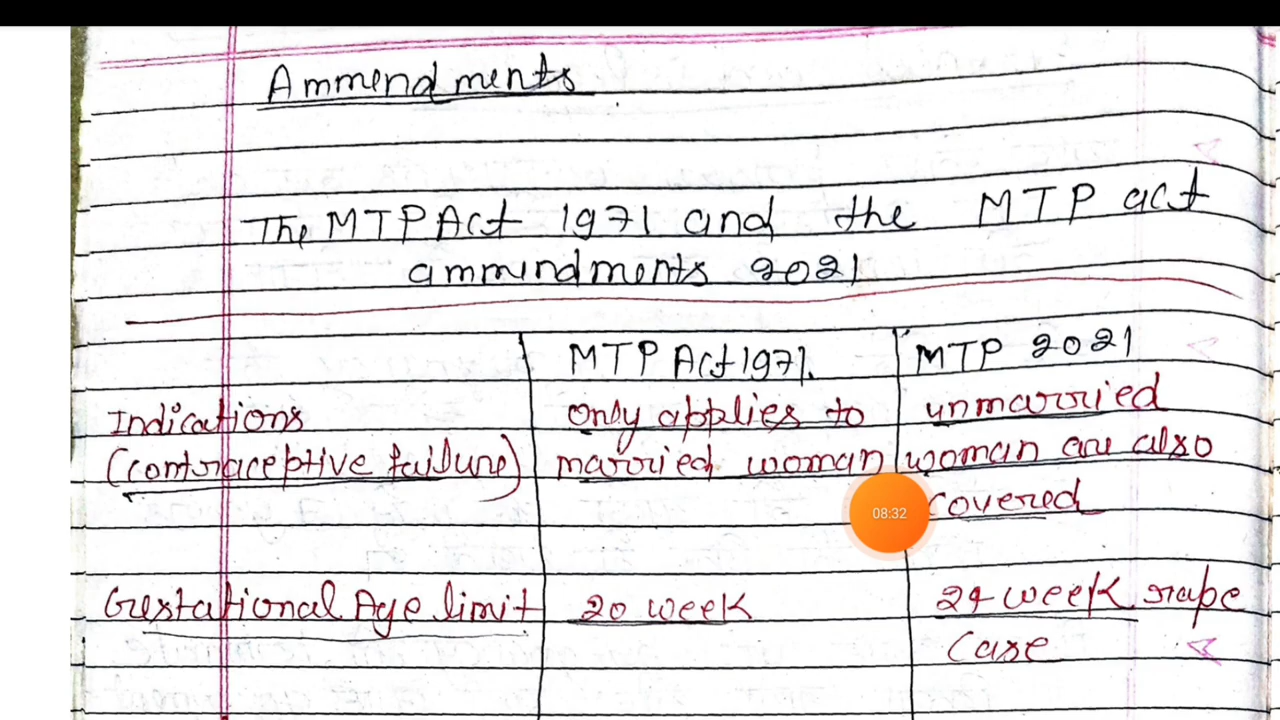 Ammendments
The MTP Act 1971 and the MTP act
ammendments 2021
MTP Act 1971. MTP 2021
Indications only applies to unmarried
(contraceptive failure) married woman woman are also
08:32 covered
Gestational Age limit 20 week 24 week rape
case